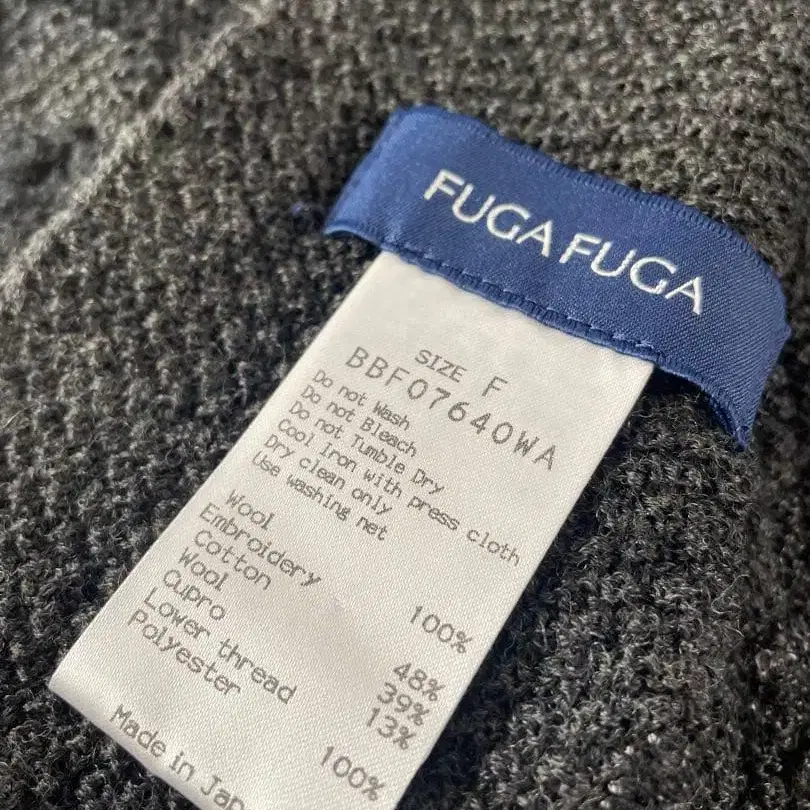 FUGA FUGA
SIZE F
BBF07640WA
Do not Wash
Do not Bleach
Do not Tumble Dry
Cool iron with press cloth
Dry clean only
Use washing net
Wool 100%
Embroidery
Cotton 48%
Wool 39%
Cupro 13%
Lower thread
Polyester 100%
Made in Jap